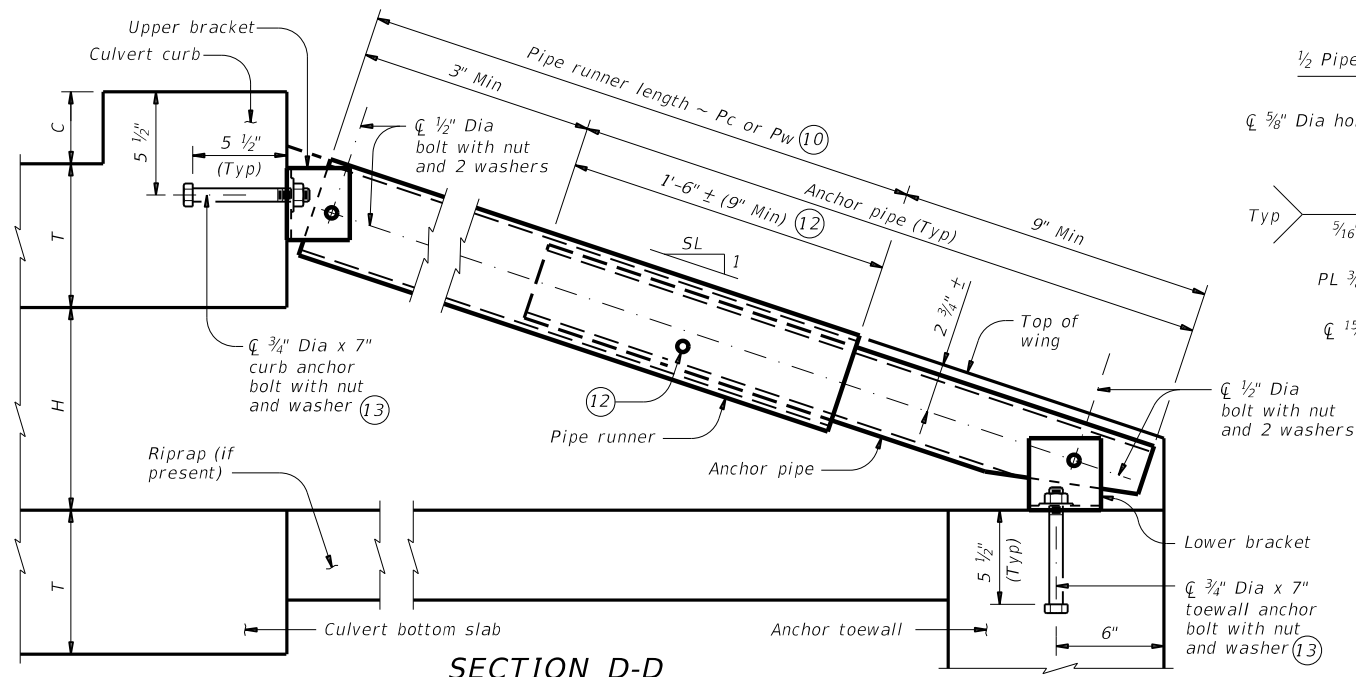 Upper bracket
Culvert curb
C
5 ½"
5 ½"
(Typ)
T
H
T
3" Min
Pipe runner length ~ Pc or Pw 10
℄ ½" Dia
bolt with nut
and 2 washers
1'-6" ± (9" Min) 12
Anchor pipe (Typ)
9" Min
SL
1
2 ¾" ±
Top of
wing
℄ ¾" Dia x 7"
curb anchor
bolt with nut
and washer 13
12
Pipe runner
Anchor pipe
℄ ½" Dia
bolt with nut
and 2 washers
Riprap (if
present)
5 ½"
(Typ)
Lower bracket
℄ ¾" Dia x 7"
toewall anchor
bolt with nut
and washer 13
6"
Culvert bottom slab
Anchor toewall
SECTION D-D
½ Pipe
℄ ⅝" Dia
Typ
5/16"
PL
℄